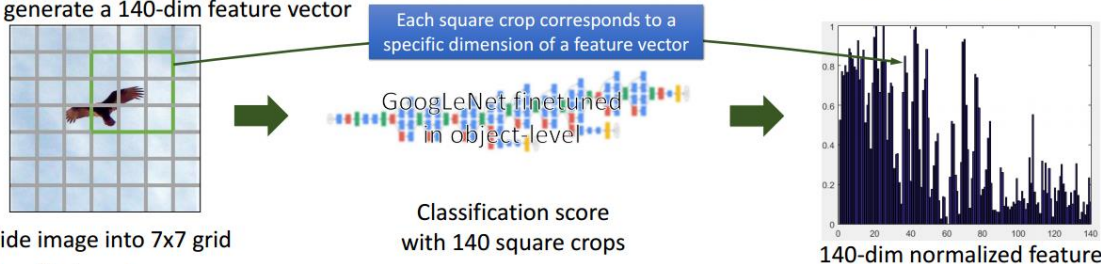 generate a 140-dim feature vector
Each square crop corresponds to a
specific dimension of a feature vector
GoogLeNet finetuned
in object-level
ide image into 7x7 grid
Classification score
with 140 square crops
1
0.8
0.6
0.4
0.2
0
0 20 40 60 80 100 120 140
140-dim normalized feature